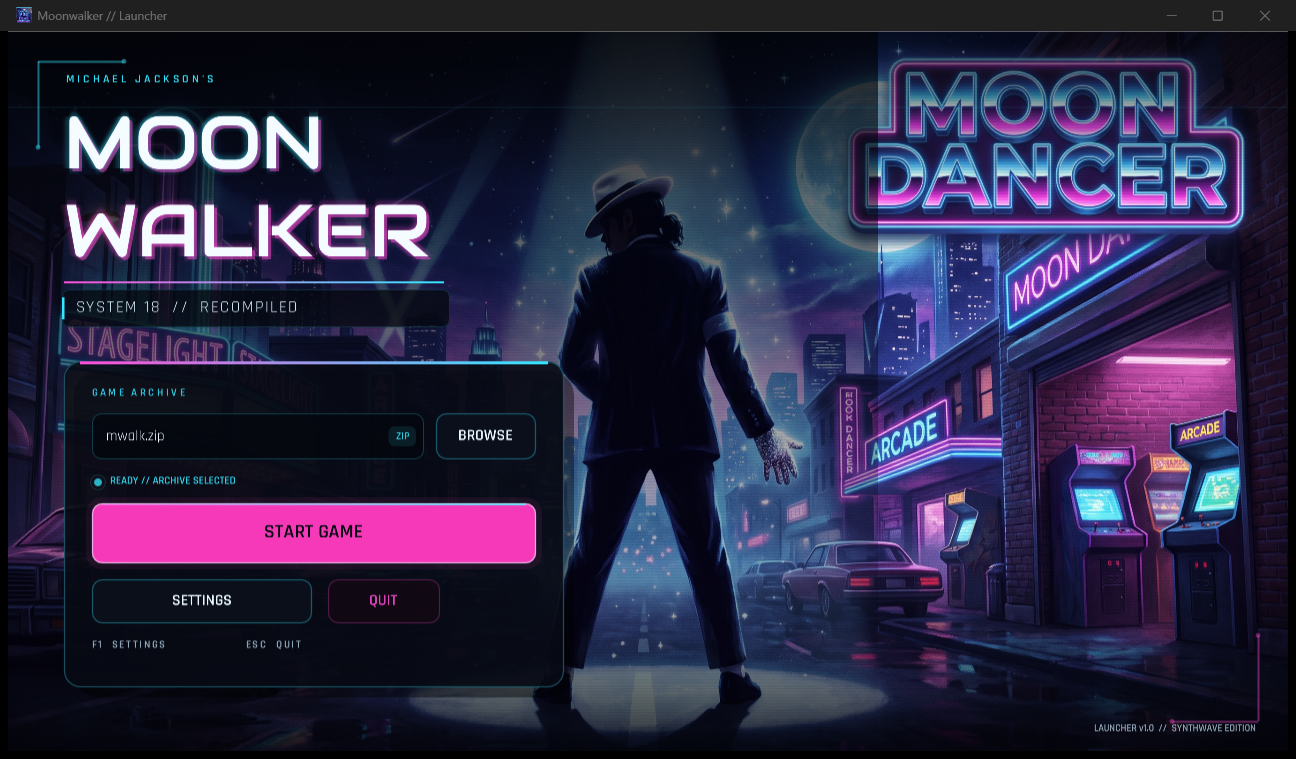 Moonwalker // Launcher
MICHAEL JACKSON'S
MOON
WALKER
SYSTEM 18 // RECOMPILED
STAGELIGHT
GAME ARCHIVE
mwalk.zip
ZIP
BROWSE
READY // ARCHIVE SELECTED
START GAME
SETTINGS
QUIT
F1 SETTINGS
ESC QUIT
MOON
DANCER
MOON DA
MOOK DANCER
ARCADE
ARCADE
LAUNCHER v1.0 // SYNTHWAVE EDITION